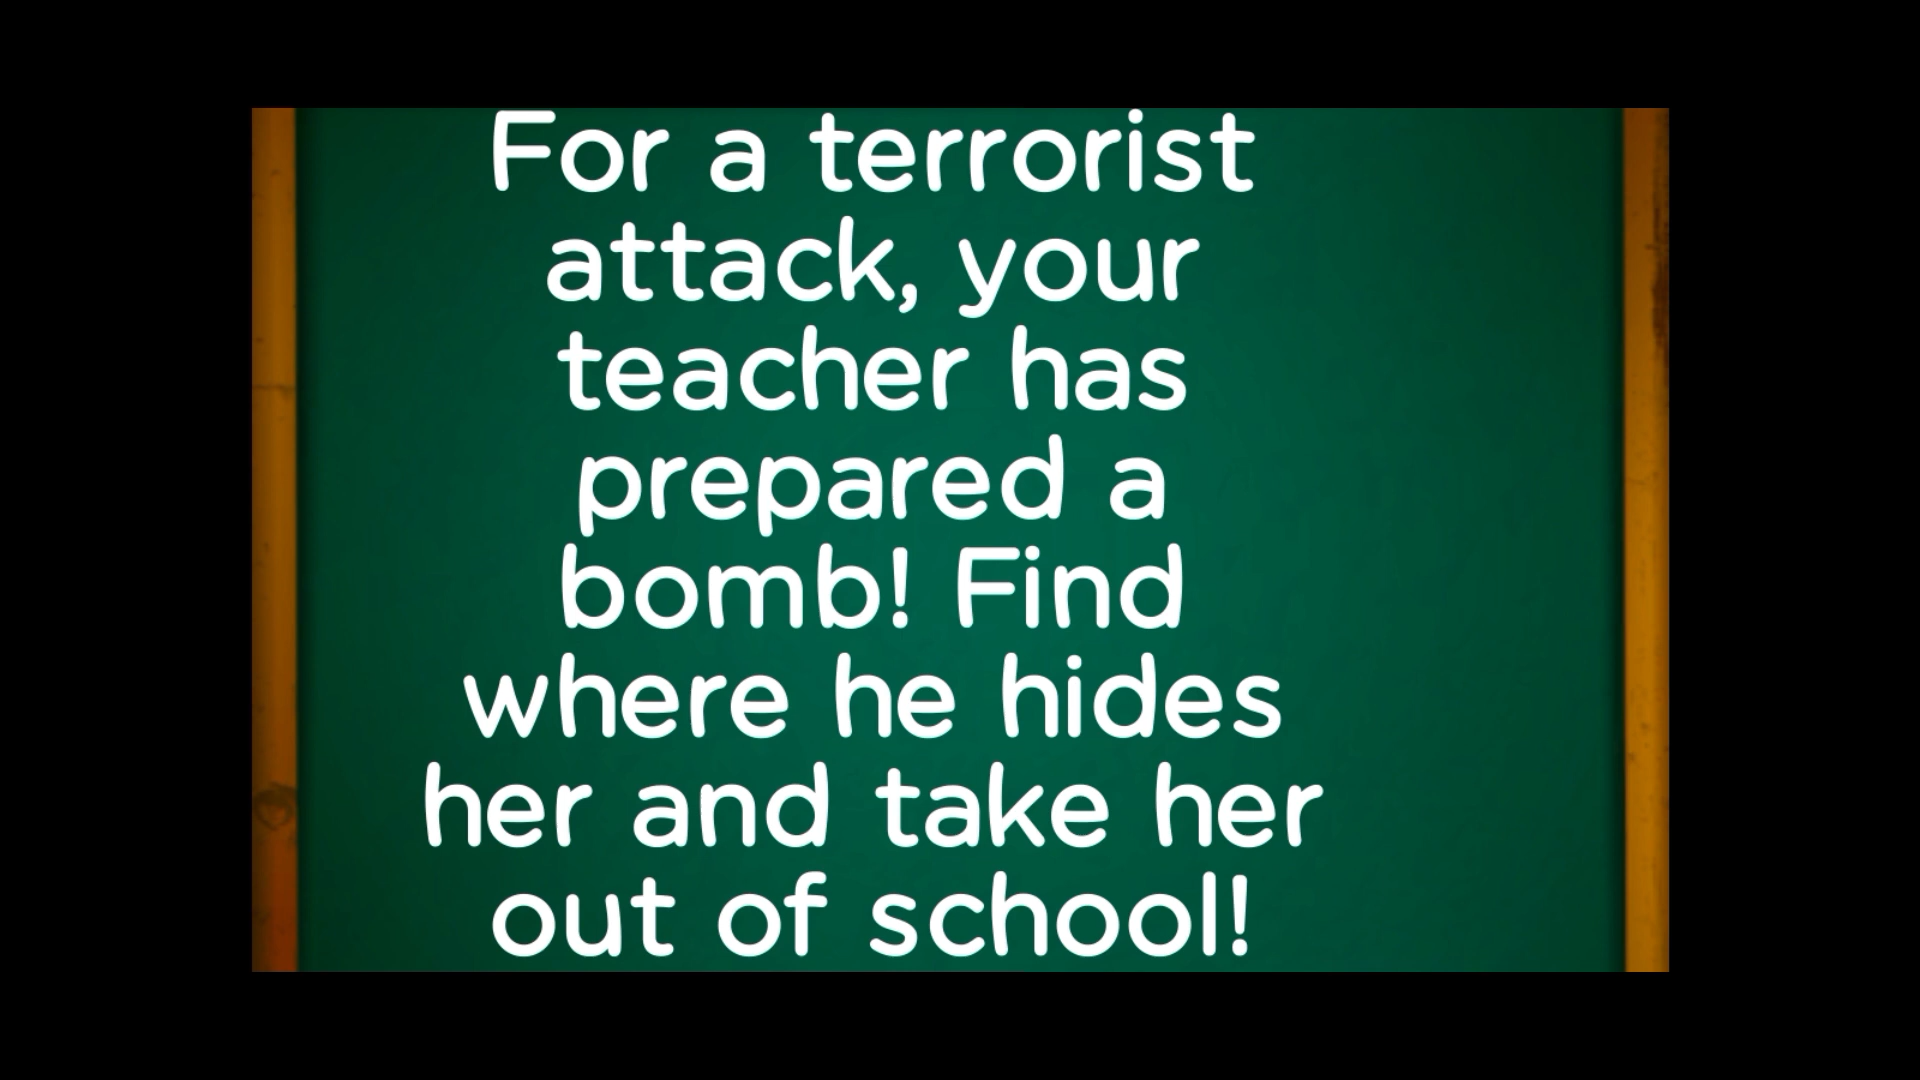 For a terrorist
attack, your
teacher has
prepared a
bomb! Find
where he hides
her and take her
out of school!